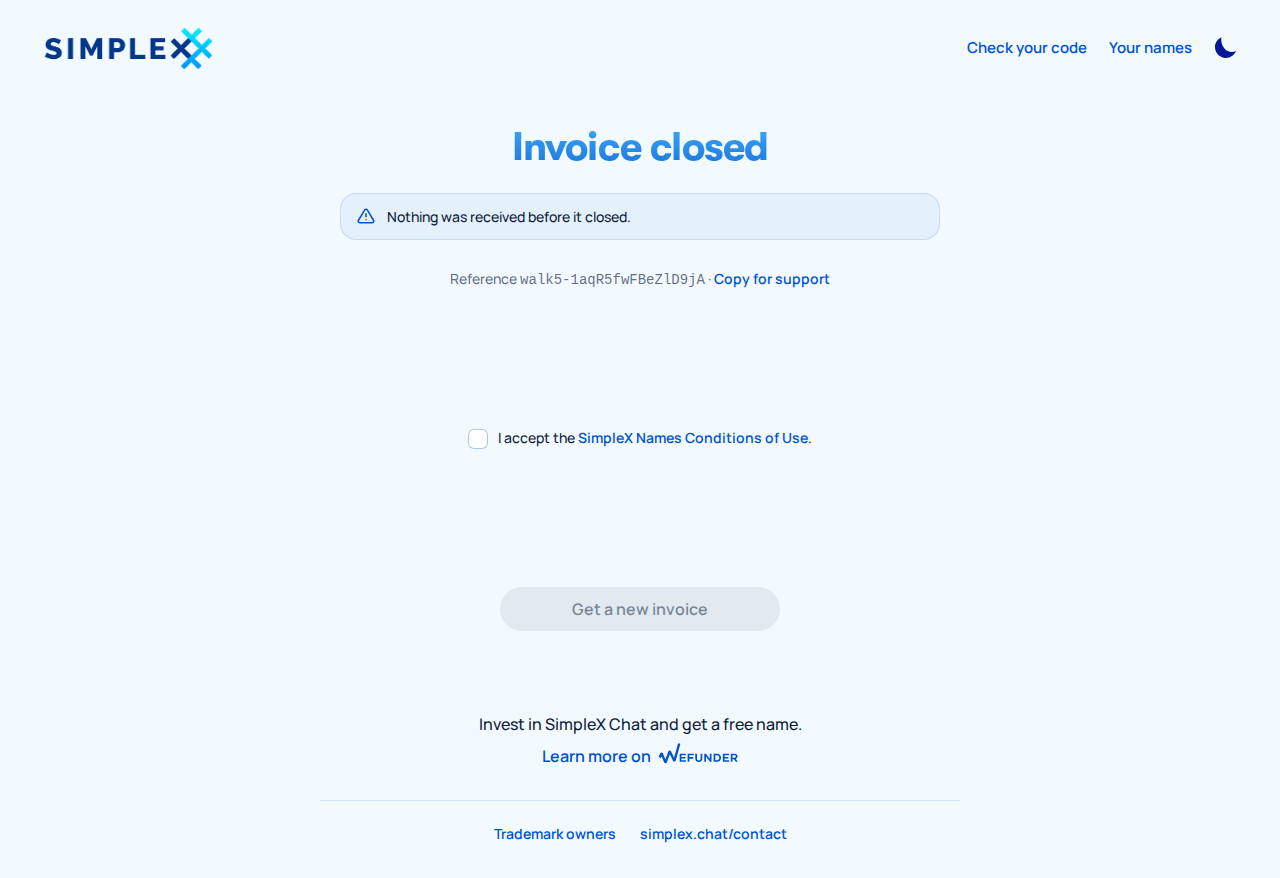 SIMPLEX
Check your code
Your names
Invoice closed
Nothing was received before it closed.
Reference walk5-1aqR5fwFBeZlD9jA · Copy for support
I accept the SimpleX Names Conditions of Use.
Get a new invoice
Invest in SimpleX Chat and get a free name.
Learn more on WEFUNDER
Trademark owners
simplex.chat/contact